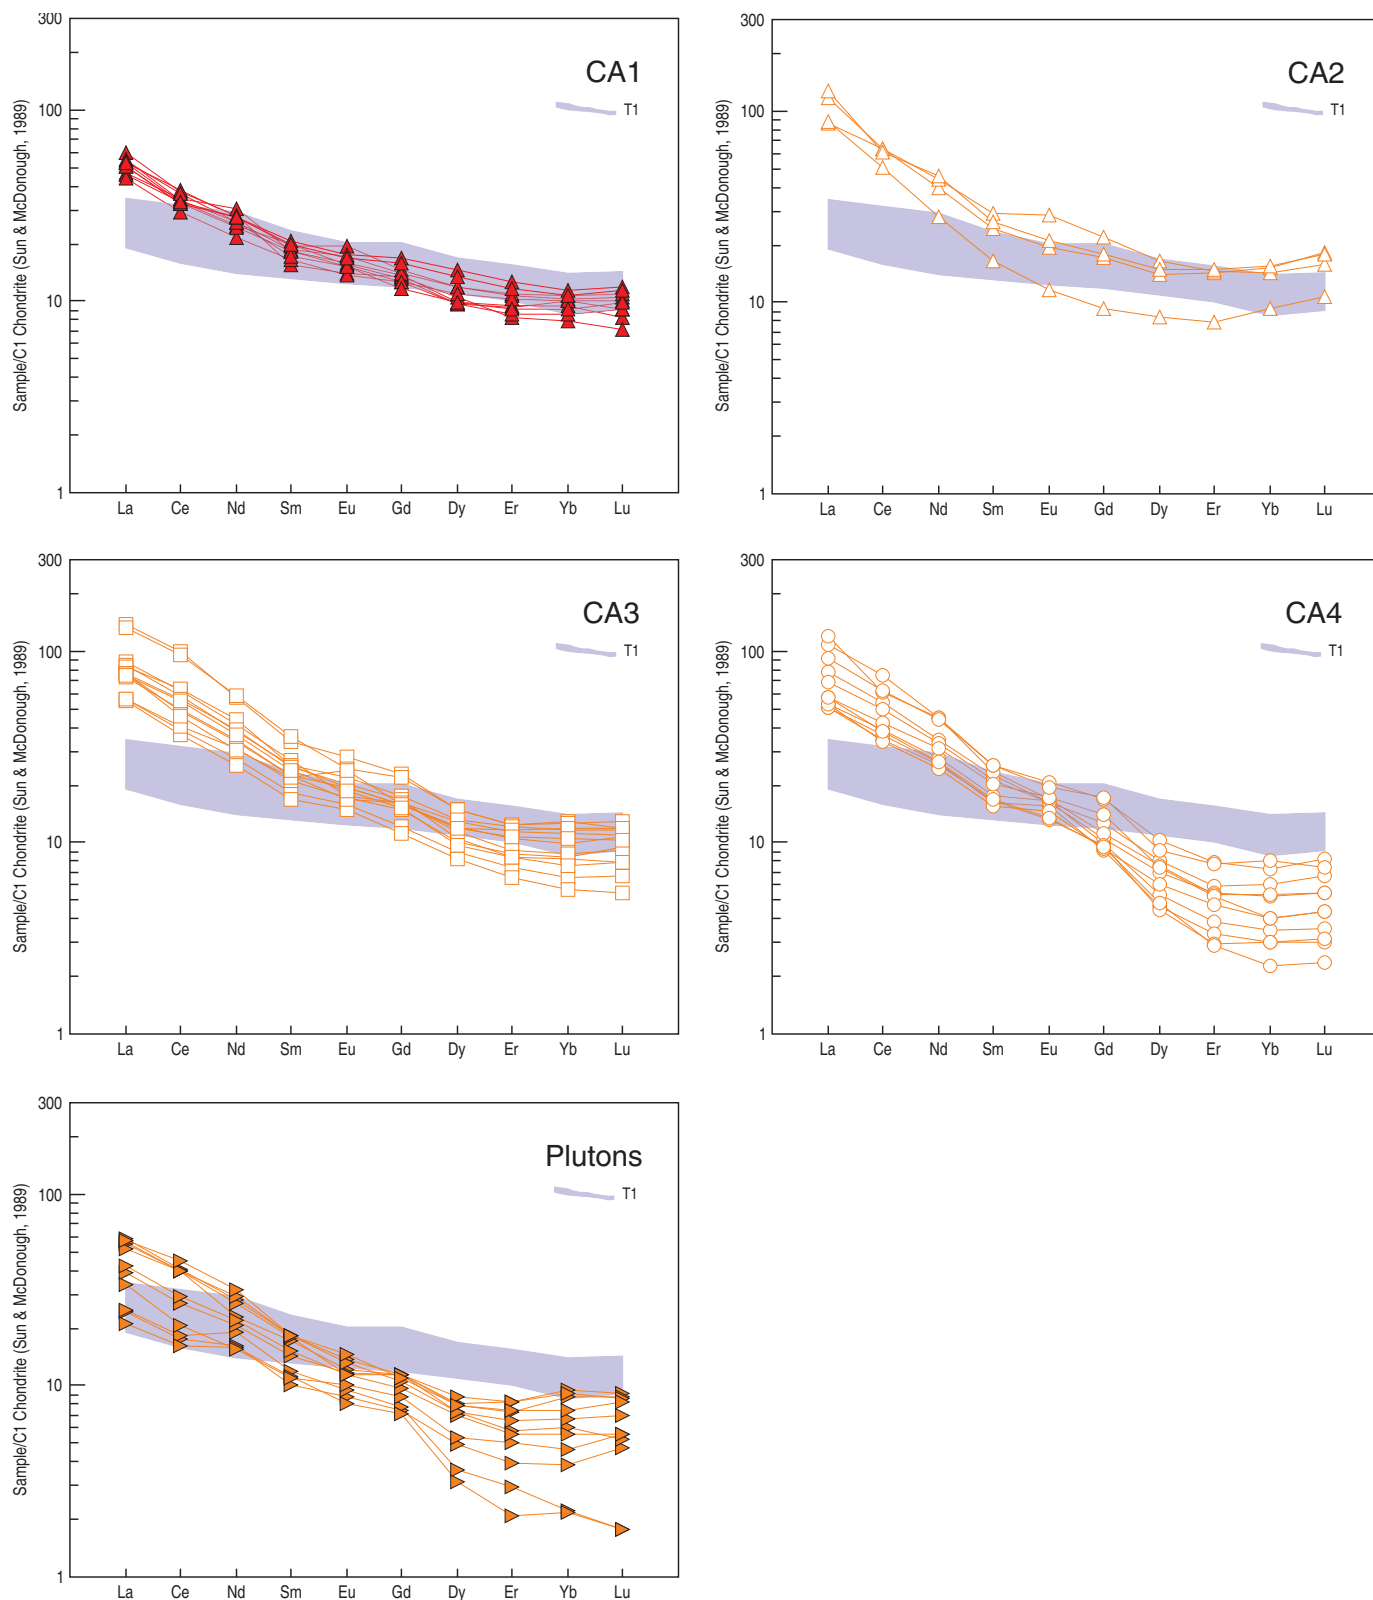 300
CA1
T1
100
10
1
Sample/C1 Chondrite (Sun & McDonough, 1989)
La Ce Nd Sm Eu Gd Dy Er Yb Lu
300
CA2
T1
100
10
1
Sample/C1 Chondrite (Sun & McDonough, 1989)
La Ce Nd Sm Eu Gd Dy Er Yb Lu
300
CA3
T1
100
10
1
Sample/C1 Chondrite (Sun & McDonough, 1989)
La Ce Nd Sm Eu Gd Dy Er Yb Lu
300
CA4
T1
100
10
1
Sample/C1 Chondrite (Sun & McDonough, 1989)
La Ce Nd Sm Eu Gd Dy Er Yb Lu
300
Plutons
T1
100
10
1
Sample/C1 Chondrite (Sun & McDonough, 1989)
La Ce Nd Sm Eu Gd Dy Er Yb Lu